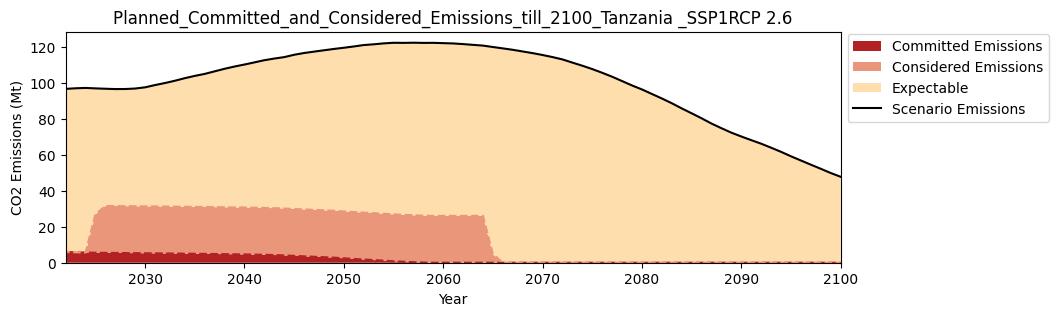 Planned_Committed_and_Considered_Emissions_till_2100_Tanzania _SSP1RCP 2.6
120
100
80
60
40
20
0
CO2 Emissions (Mt)
2030 2040 2050 2060 2070 2080 2090 2100
Year
Committed Emissions
Considered Emissions
Expectable
Scenario Emissions